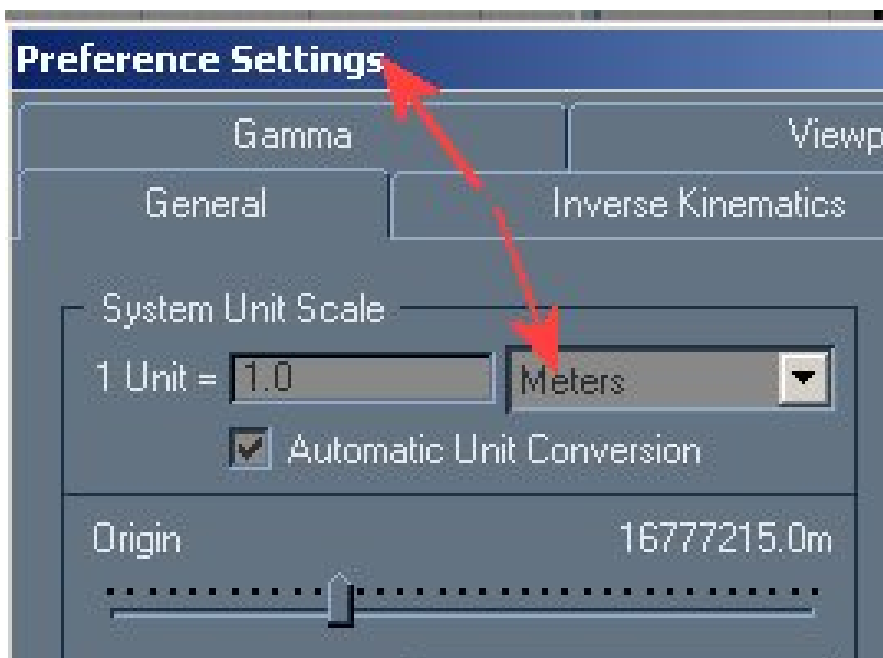 Preference Settings
Gamma
General Inverse Kinematics
System Unit Scale
1 Unit = 1.0 Meters
Automatic Unit Conversion
Origin 16777215.0m